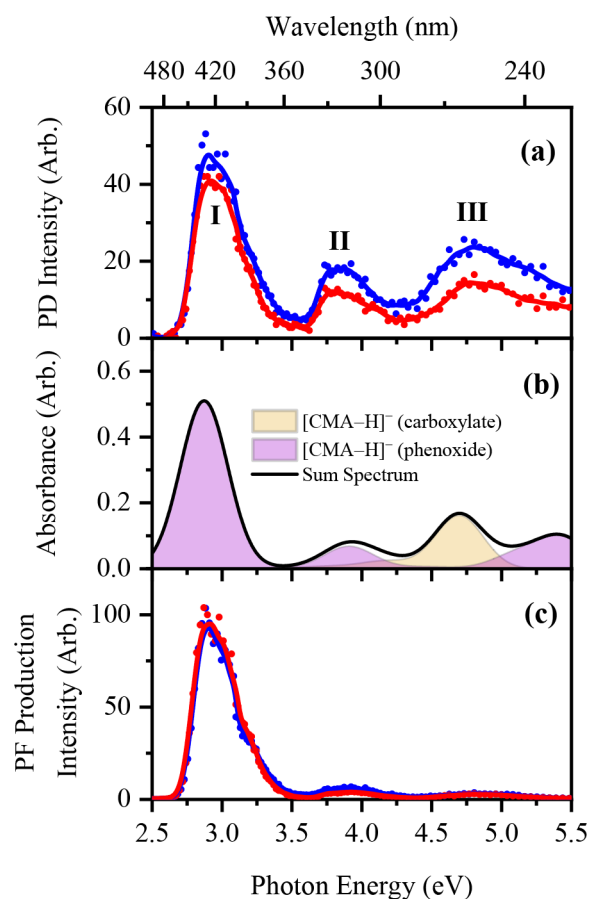 Wavelength (nm)
480 420 360 300 240
60
40
20
0
PD Intensity (Arb.)
(a)
I
II
III
0.6
0.4
0.2
0.0
Absorbance (Arb.)
(b)
[CMA–H]⁻ (carboxylate)
[CMA–H]⁻ (phenoxide)
Sum Spectrum
100
50
0
PF Production
Intensity (Arb.)
(c)
2.5 3.0 3.5 4.0 4.5 5.0 5.5
Photon Energy (eV)